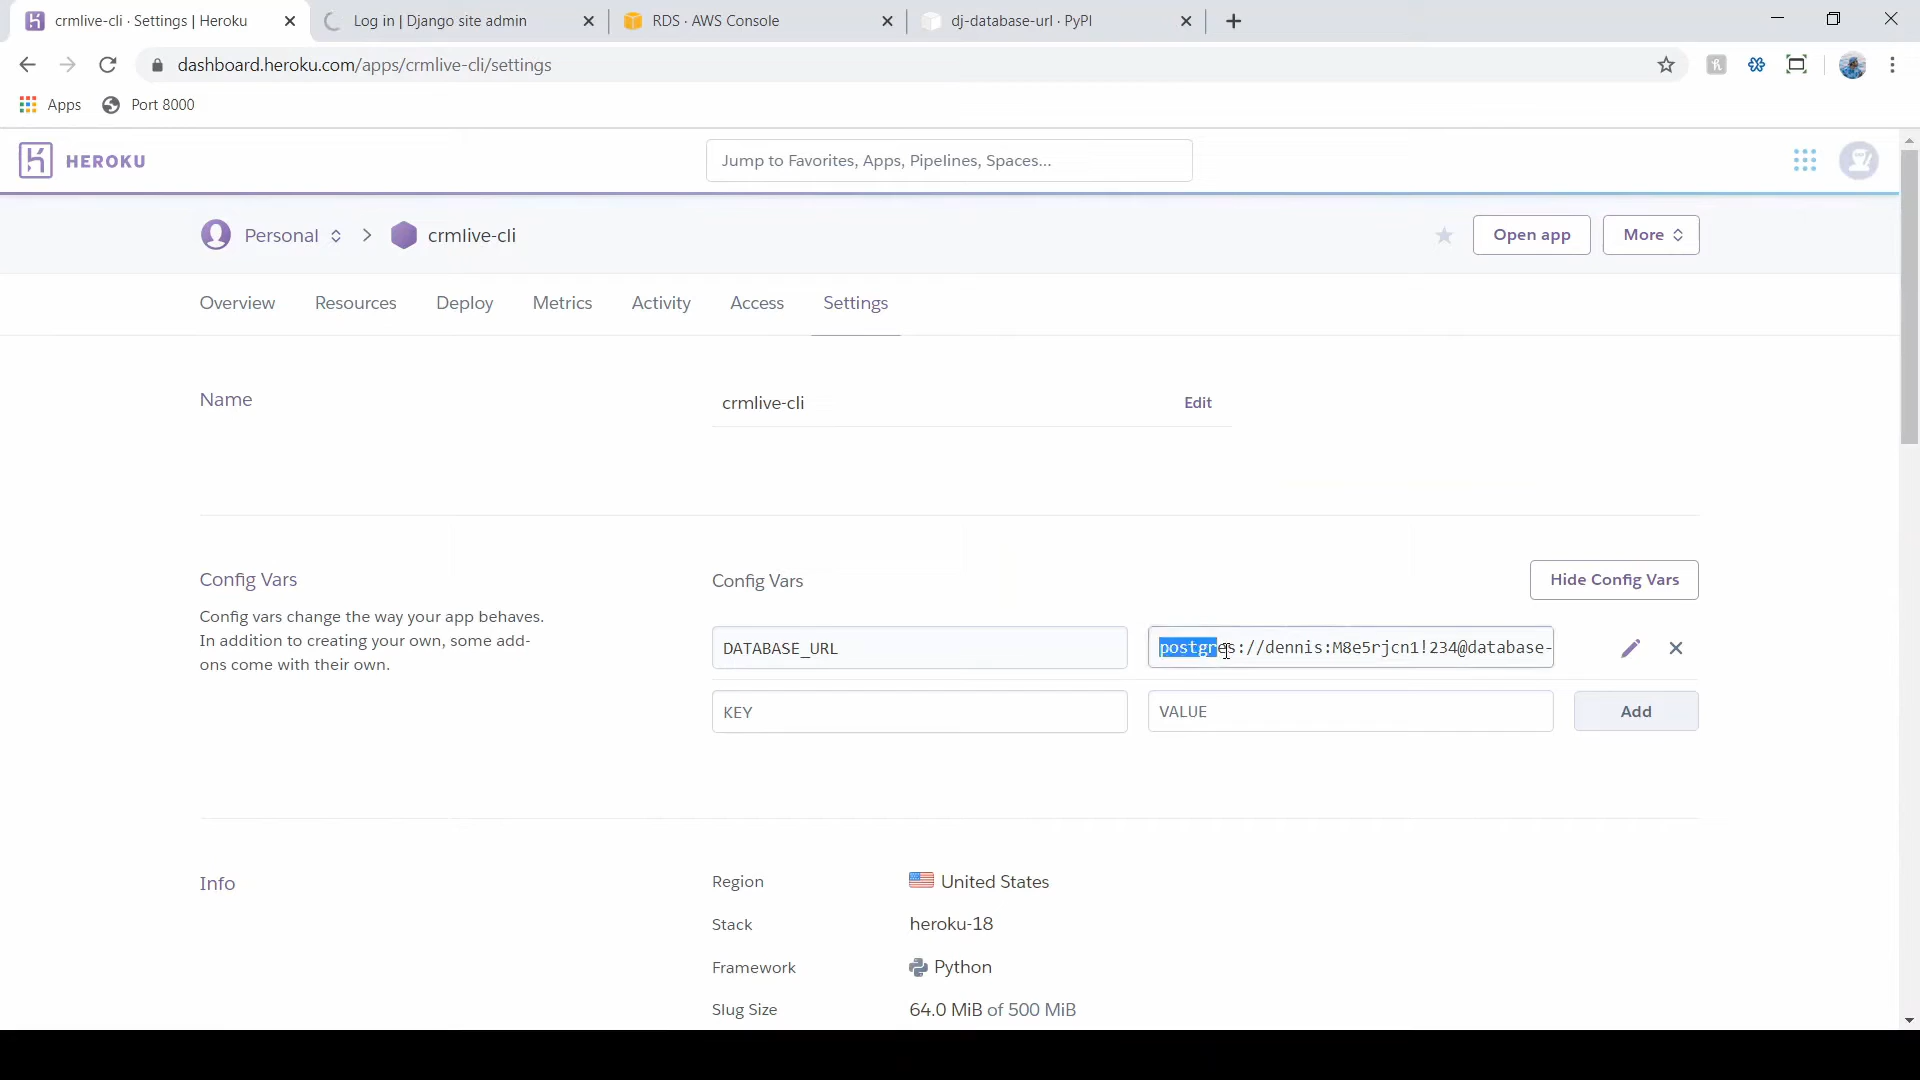 crmlive-cli · Settings | Heroku
Log in | Django site admin
RDS · AWS Console
dj-database-url · PyPI
dashboard.heroku.com/apps/crmlive-cli/settings
Apps
Port 8000
HEROKU
Jump to Favorites, Apps, Pipelines, Spaces...
Personal
crmlive-cli
Open app
More
Overview
Resources
Deploy
Metrics
Activity
Access
Settings
Name
crmlive-cli
Edit
Config Vars
Config vars change the way your app behaves.
In addition to creating your own, some add-
ons come with their own.
Config Vars
Hide Config Vars
DATABASE_URL
postgres://dennis:M8e5rjcn1!234@database-
KEY
VALUE
Add
Info
Region
United States
Stack
heroku-18
Framework
Python
Slug Size
64.0 MiB of 500 MiB